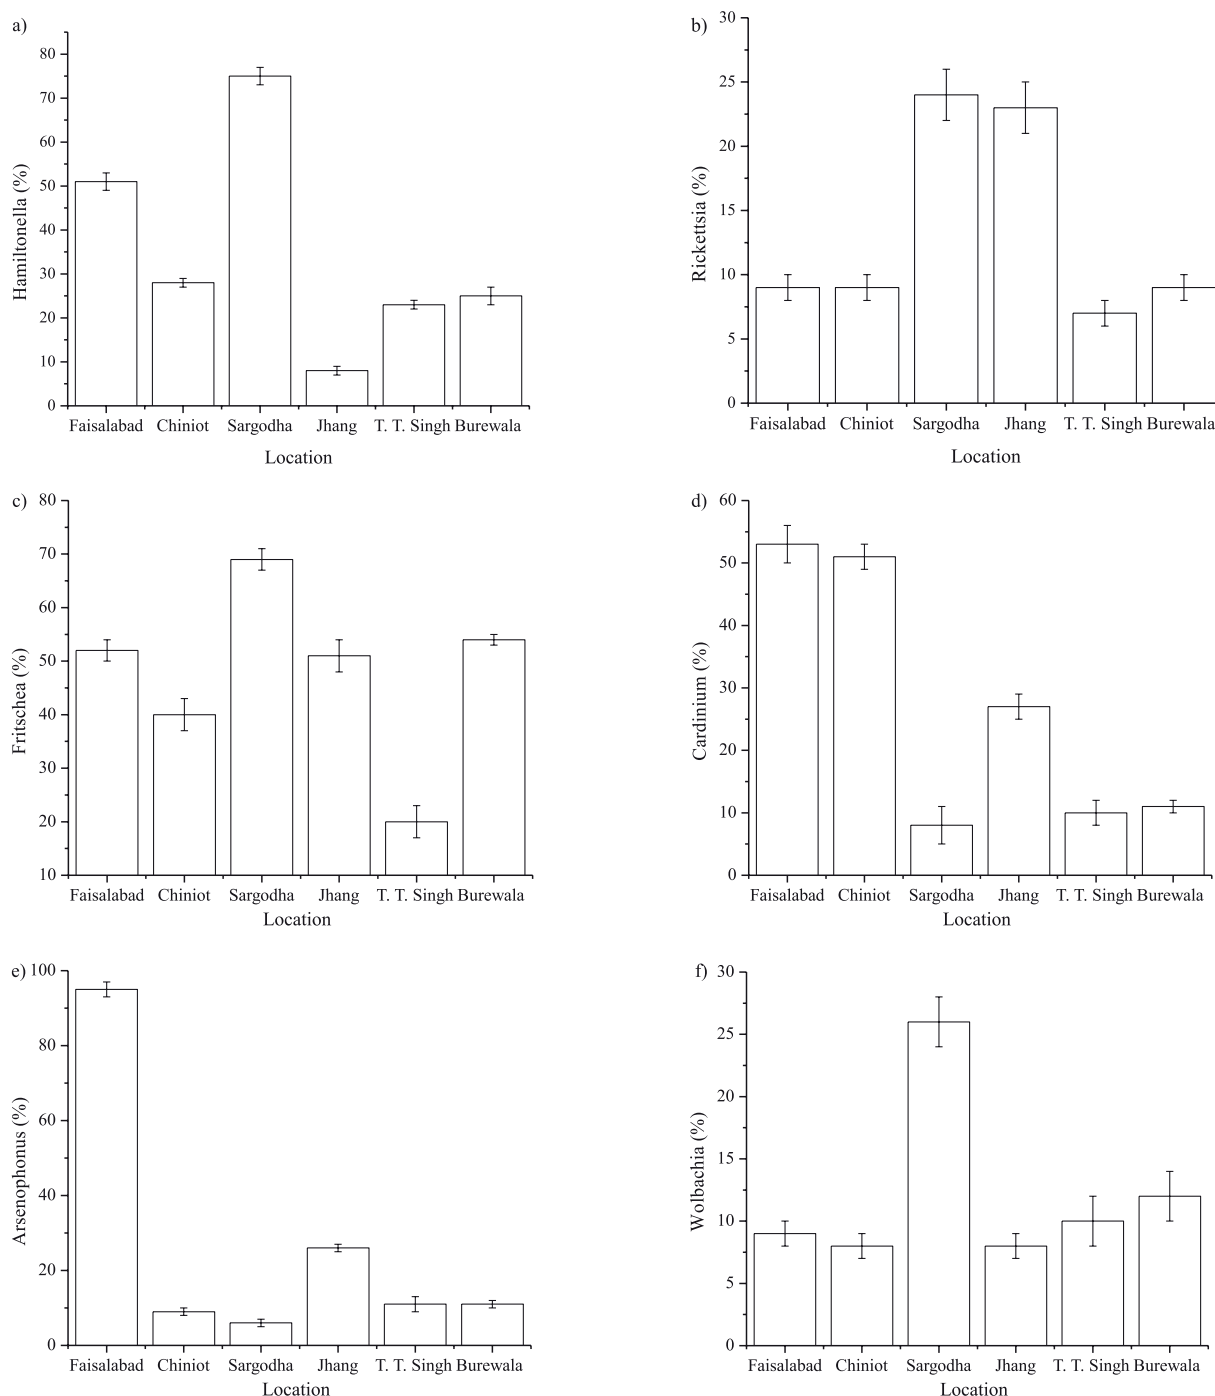 a)
80
70
60
50
40
30
20
10
0
Hamiltonella (%)
Faisalabad Chiniot Sargodha Jhang T. T. Singh Burewala
Location
b)
30
25
20
15
10
5
0
Rickettsia (%)
Faisalabad Chiniot Sargodha Jhang T. T. Singh Burewala
Location
c)
80
70
60
50
40
30
20
10
Fritschea (%)
Faisalabad Chiniot Sargodha Jhang T. T. Singh Burewala
Location
d)
60
50
40
30
20
10
0
Cardinium (%)
Faisalabad Chiniot Sargodha Jhang T. T. Singh Burewala
Location
e)
100
80
60
40
20
0
Arsenophonus (%)
Faisalabad Chiniot Sargodha Jhang T. T. Singh Burewala
Location
f)
30
25
20
15
10
5
0
Wolbachia (%)
Faisalabad Chiniot Sargodha Jhang T. T. Singh Burewala
Location